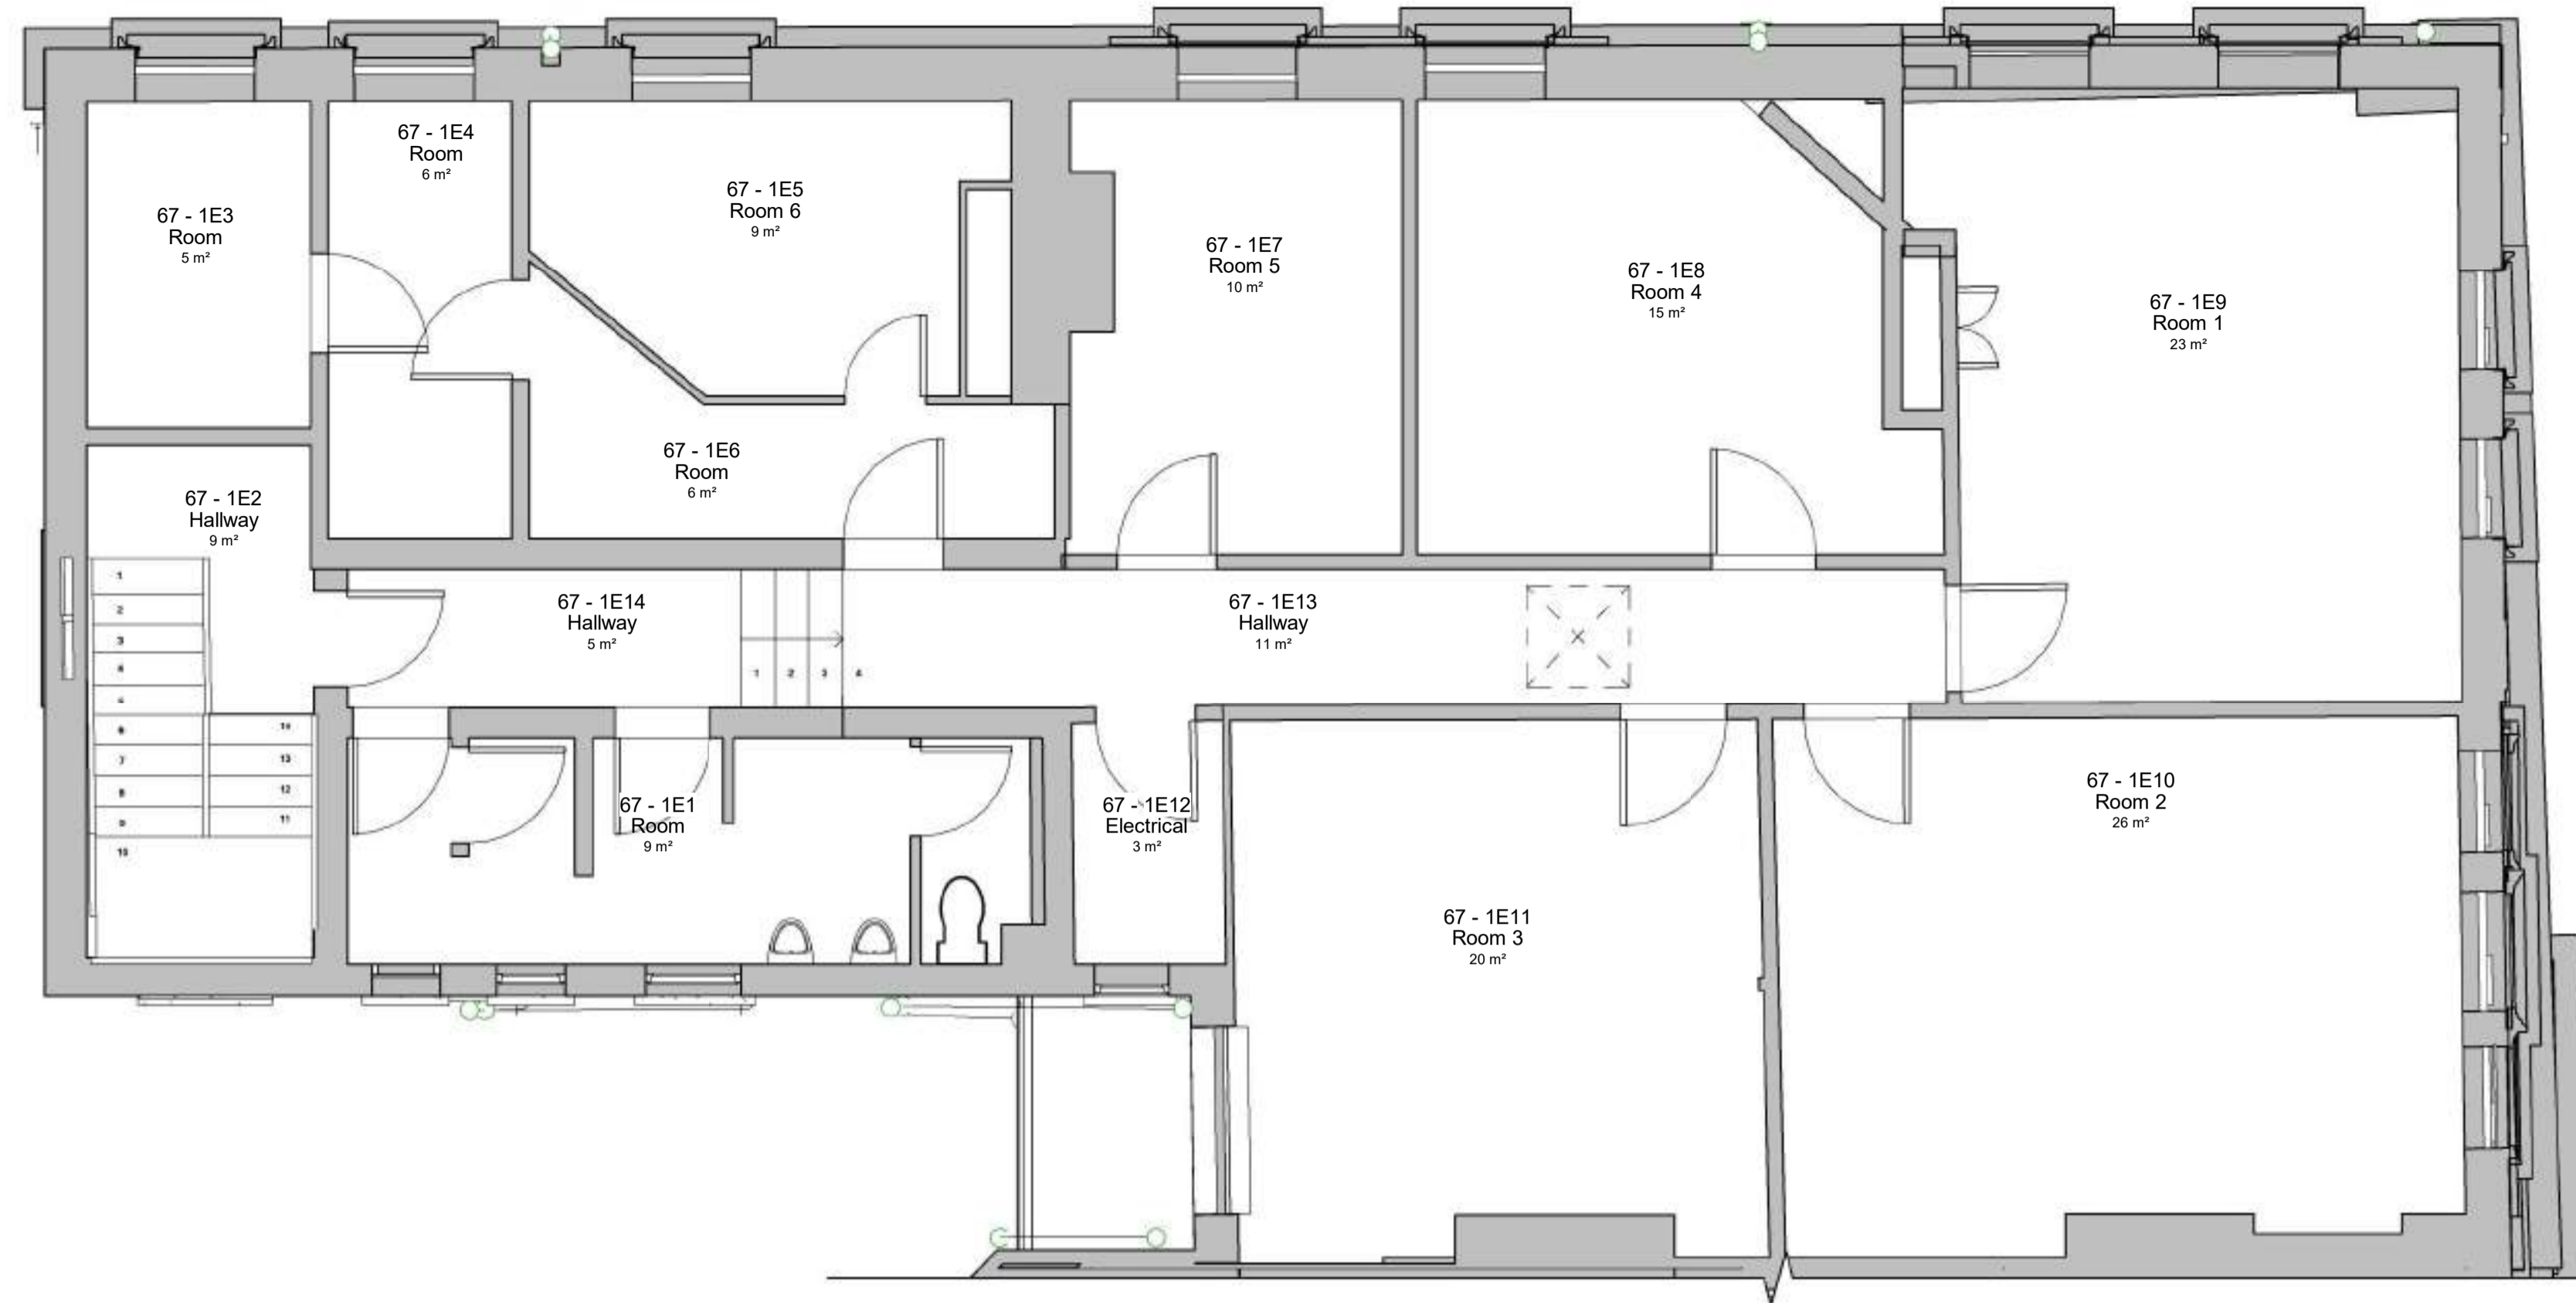 67 - 1E3
Room
5 m²
67 - 1E4
Room
6 m²
67 - 1E5
Room 6
9 m²
67 - 1E7
Room 5
10 m²
67 - 1E8
Room 4
15 m²
67 - 1E9
Room 1
23 m²
67 - 1E6
Room
6 m²
67 - 1E2
Hallway
9 m²
67 - 1E14
Hallway
5 m²
67 - 1E13
Hallway
11 m²
1
2
3
4
5
6
7
8
9
10
11
12
13
14
1 2 3 4
67 - 1E1
Room
9 m²
67 - 1E12
Electrical
3 m²
67 - 1E11
Room 3
20 m²
67 - 1E10
Room 2
26 m²